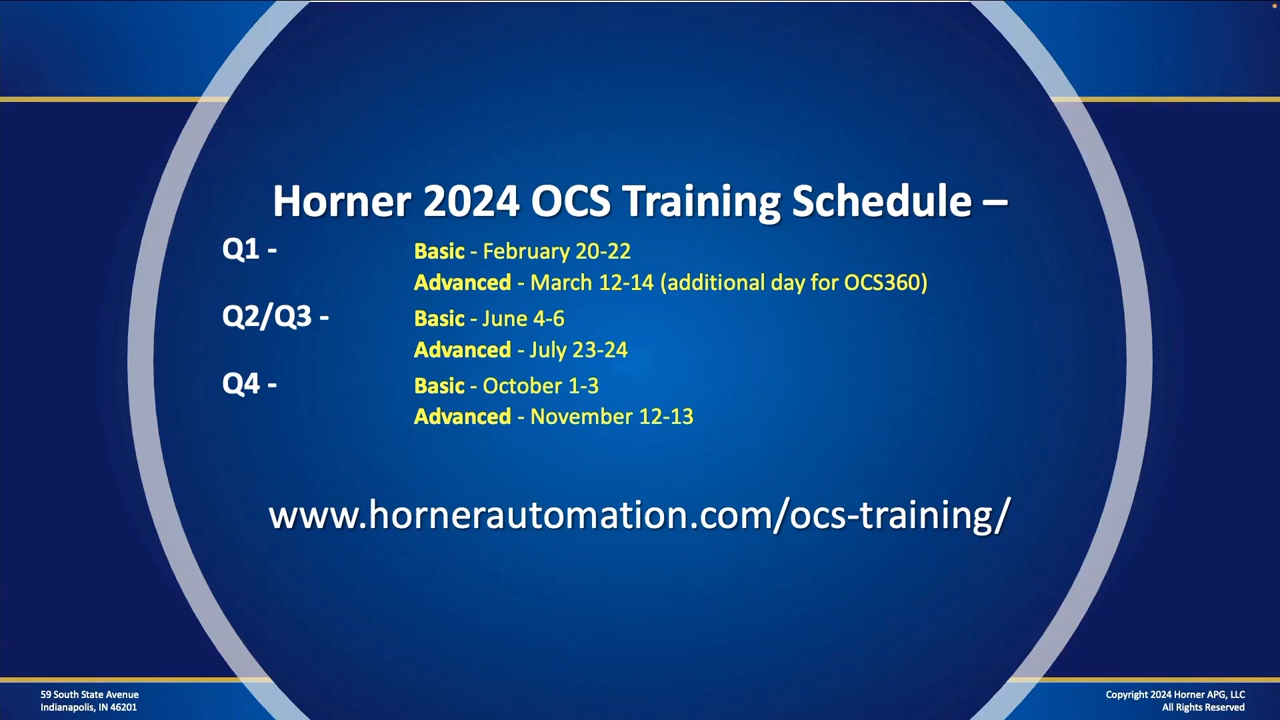 Horner 2024 OCS Training Schedule –
Q1 - Basic - February 20-22
Advanced - March 12-14 (additional day for OCS360)
Q2/Q3 - Basic - June 4-6
Advanced - July 23-24
Q4 - Basic - October 1-3
Advanced - November 12-13
www.hornerautomation.com/ocs-training/
59 South State Avenue
Indianapolis, IN 46201
Copyright 2024 Horner APG, LLC
All Rights Reserved